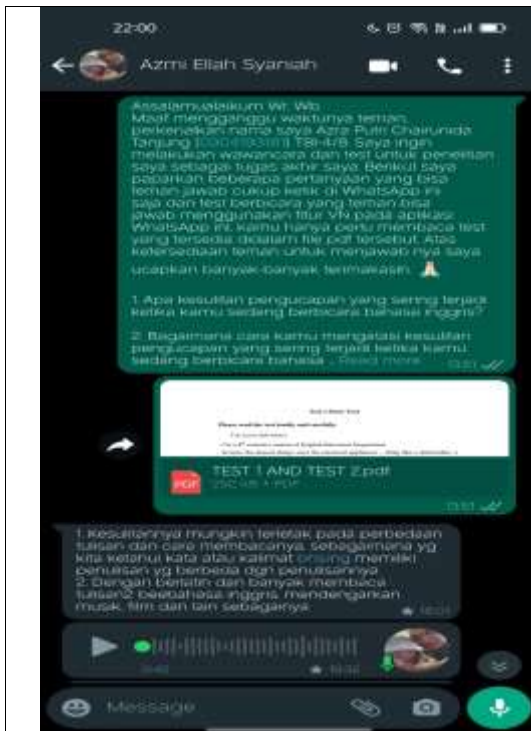 22:00
Azmi Ellah Syaniah
Assalamualaikum Wr. Wb
Maaf mengganggu waktunya teman,
perkenalkan nama saya Azra Putri Chairunida
Tanjung TBI-4/8. Saya ingin
melakukan wawancara dan test untuk penelitian
saya sebagai tugas akhir saya. Berikut saya
paparkan beberapa pertanyaan yang bisa
teman jawab cukup ketik di WhatsApp ini
saja dan test berbicara yang teman bisa
jawab menggunakan fitur VN pada aplikasi
WhatsApp ini. kamu hanya perlu membaca test
yang tersedia didalam file pdf tersebut. Atas
ketersediaan teman untuk menjawab nya saya
ucapkan banyak-banyak terimakasih. 🙏
1. Apa kesulitan pengucapan yang sering terjadi
ketika kamu sedang berbicara bahasa inggris?
2. Bagaimana cara kamu mengatasi kesulitan
pengucapan yang sering terjadi ketika kamu
sedang berbicara bahasa .. Read more
TEST 1 AND TEST 2.pdf
PDF
1. Kesulitannya mungkin terletak pada perbedaan
tulisan dan cara membacanya, sebagaimana yg
kita ketahui kata atau kalimat memiliki
penulisan yg berbeda dgn penulisannya
2. Dengan berlatih dan banyak membaca
tulisan2 beebahasa inggris, mendengarkan
musik, film dan lain sebagainya
Message